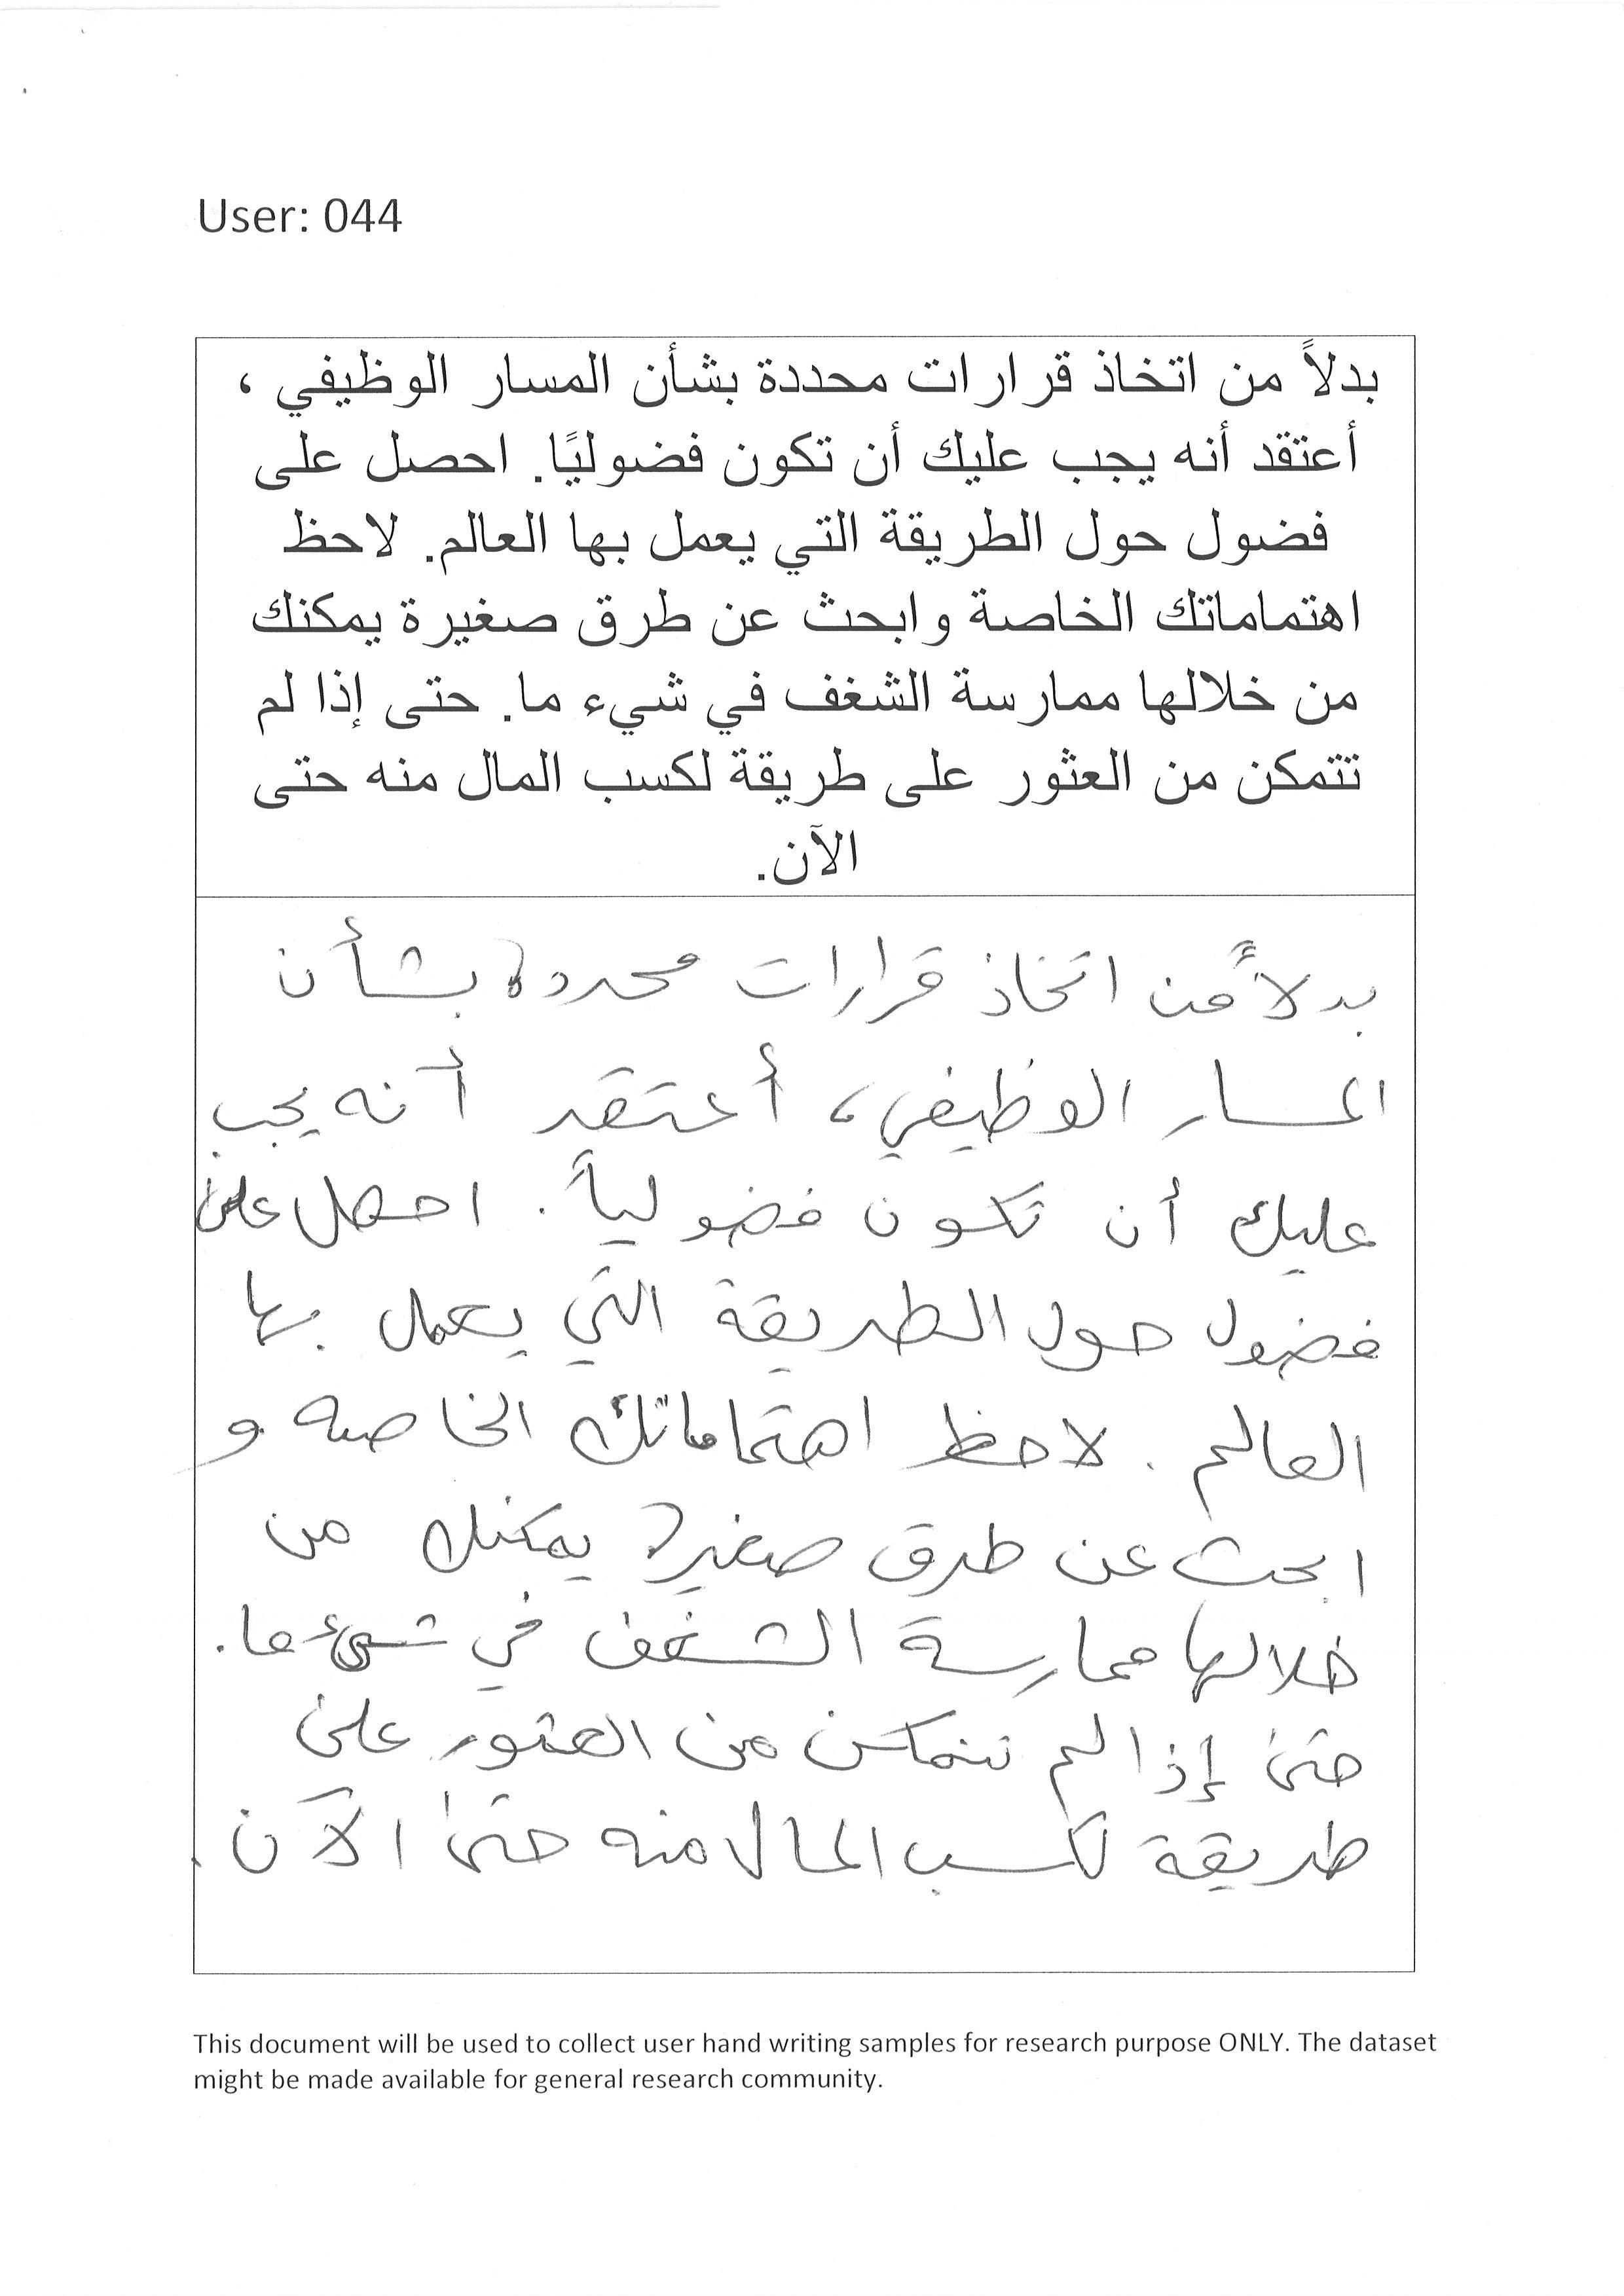 User: 044
بدلاً من اتخاذ قرارات محددة بشأن المسار الوظيفي ،
أعتقد أنه يجب عليك أن تكون فضوليًا. احصل على
فضول حول الطريقة التي يعمل بها العالم. لاحظ
اهتماماتك الخاصة وابحث عن طرق صغيرة يمكنك
من خلالها ممارسة الشغف في شيء ما. حتى إذا لم
تتمكن من العثور على طريقة لكسب المال منه حتى
الآن.
بدلاً من اتخاذ قرارات محددة بشأن
المسار الوظيفي، أعتقد أنه يجب
عليك أن تكون فضولياً. احصل على
فضول حول الطريقة التي يعمل بها
العالم. لاحظ اهتماماتك الخاصه و
ابحث عن طرق صغيرة يمكنك من
خلالها ممارسة الشغف في شيء ما.
حتى إذا لم تتمكن من العثور على
طريقة لكسب المال منه حتى الآن.
This document will be used to collect user hand writing samples for research purpose ONLY. The dataset
might be made available for general research community.